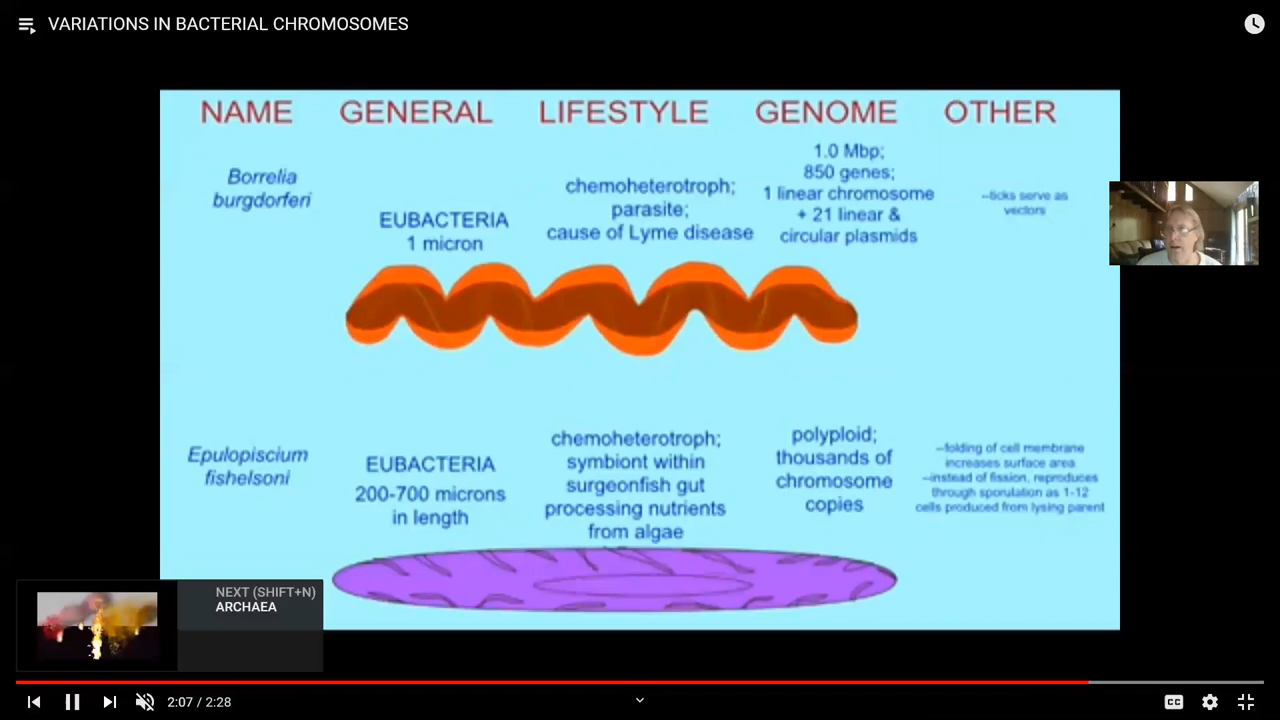 VARIATIONS IN BACTERIAL CHROMOSOMES
NAME GENERAL LIFESTYLE GENOME OTHER
Borrelia
burgdorferi
EUBACTERIA
1 micron
chemoheterotroph;
parasite;
cause of Lyme disease
1.0 Mbp;
850 genes;
1 linear chromosome
+ 21 linear &
circular plasmids
--ticks serve as
vectors
Epulopiscium
fishelsoni
EUBACTERIA
200-700 microns
in length
chemoheterotroph;
symbiont within
surgeonfish gut
processing nutrients
from algae
polyploid;
thousands of
chromosome
copies
--folding of cell membrane
increases surface area
--instead of fission, reproduces
through sporulation as 1-12
cells produced from lysing parent
NEXT (SHIFT+N)
ARCHAEA
2:07 / 2:28
CC